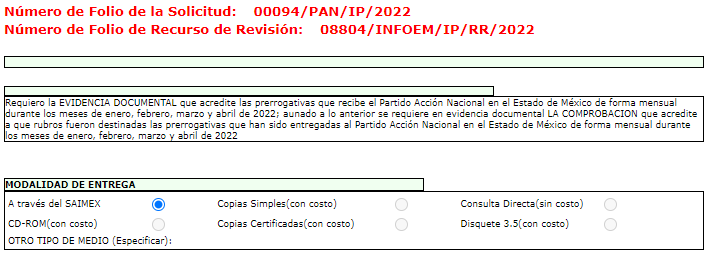 Número de Folio de la Solicitud: 00094/PAN/IP/2022
Número de Folio de Recurso de Revisión: 08804/INFOEM/IP/RR/2022
Requiero la EVIDENCIA DOCUMENTAL que acredite las prerrogativas que recibe el Partido Acción Nacional en el Estado de México de forma mensual
durante los meses de enero, febrero, marzo y abril de 2022; aunado a lo anterior se requiere en evidencia documental LA COMPROBACION que acredite
a que rubros fueron destinadas las prerrogativas que han sido entregadas al Partido Acción Nacional en el Estado de México de forma mensual durante
los meses de enero, febrero, marzo y abril de 2022
MODALIDAD DE ENTREGA
A través del SAIMEX Copias Simples(con costo) Consulta Directa(sin costo)
CD-ROM(con costo) Copias Certificadas(con costo) Disquete 3.5(con costo)
OTRO TIPO DE MEDIO (Especificar):